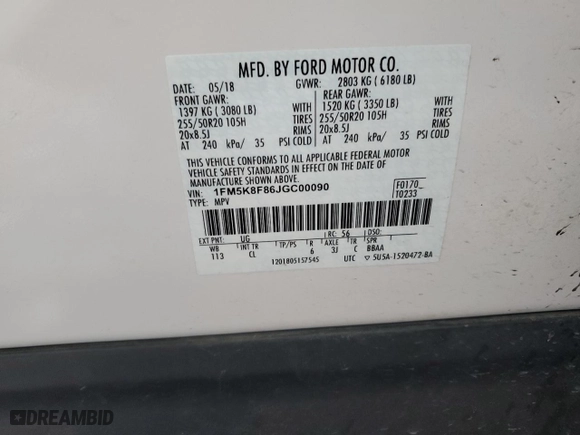 MFD. BY FORD MOTOR CO.
DATE: 05/18 GVWR: 2803 KG ( 6180 LB)
FRONT GAWR: REAR GAWR:
1397 KG ( 3080 LB) WITH 1520 KG ( 3350 LB) WITH
255/50R20 105H TIRES 255/50R20 105H TIRES
20x8.5J RIMS 20x8.5J RIMS
AT 240 kPa/ 35 PSI COLD AT 240 kPa/ 35 PSI COLD
THIS VEHICLE CONFORMS TO ALL APPLICABLE FEDERAL MOTOR
VEHICLE SAFETY STANDARDS IN EFFECT ON THE DATE OF
MANUFACTURE SHOWN ABOVE.
VIN: 1FM5K8F86JGC00090 F0170
TYPE: MPV T0233
EXT PNT: UG RC: 56 DSO:
WB INT TR TP/PS R AXLE TR SPR
113 CL 6 3J C BBAA
1201805157545 UTC ▽ 5U5A-1520472-BA
DREAMBID